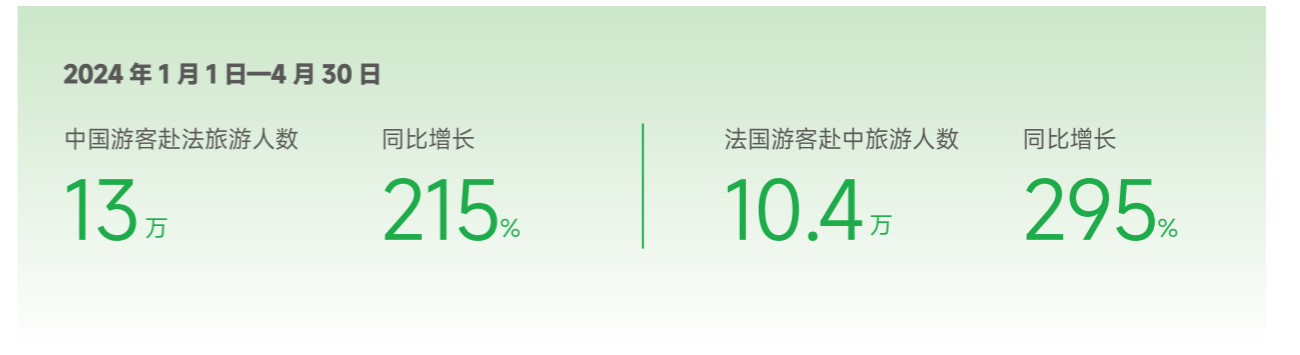 2024 年 1 月 1 日—4 月 30 日
中国游客赴法旅游人数 同比增长 法国游客赴中旅游人数 同比增长
13 万 215% 10.4 万 295%